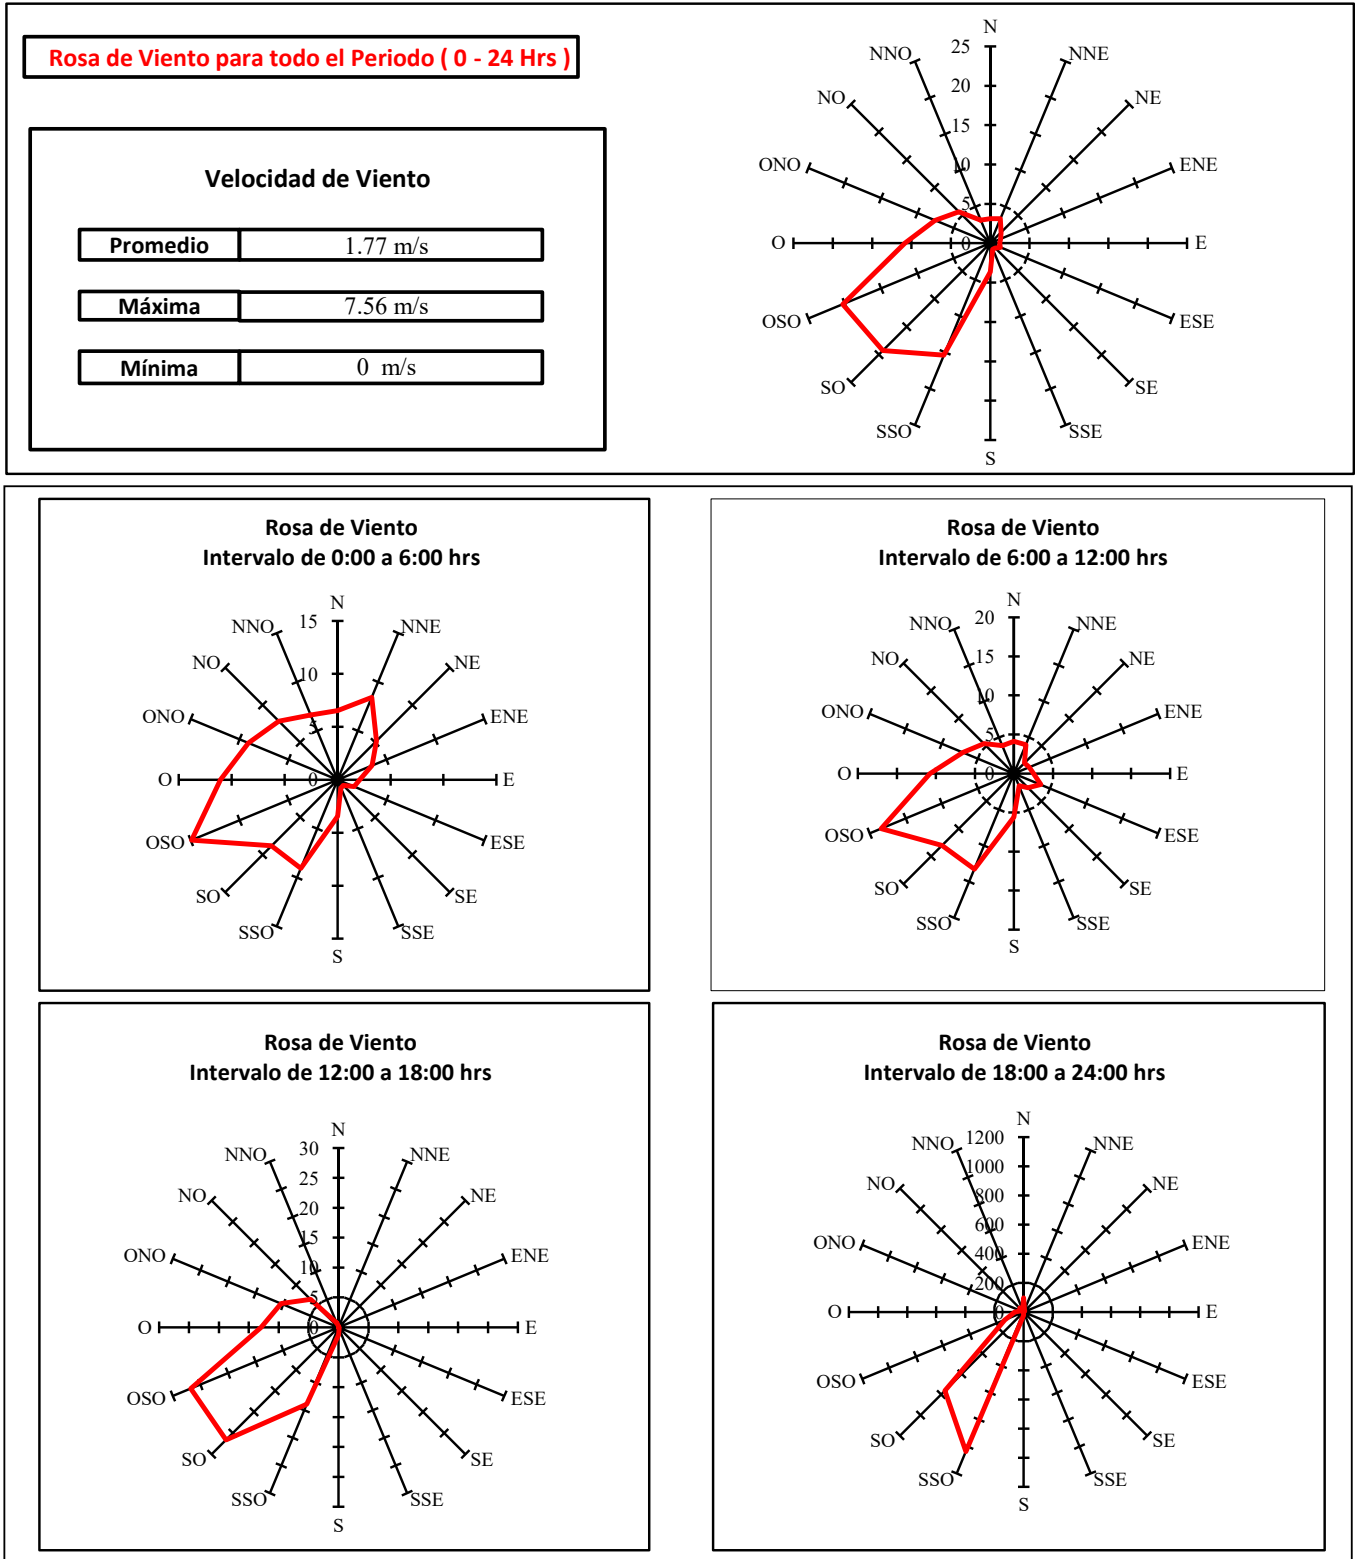 Rosa de Viento para todo el Periodo ( 0 - 24 Hrs )
Velocidad de Viento
Promedio 1.77 m/s
Máxima 7.56 m/s
Mínima 0 m/s
N
NNE
NE
ENE
E
ESE
SE
SSE
S
SSO
SO
OSO
O
ONO
NO
NNO
25
20
15
10
5
0
Rosa de Viento
Intervalo de 0:00 a 6:00 hrs
N
NNE
NE
ENE
E
ESE
SE
SSE
S
SSO
SO
OSO
O
ONO
NO
NNO
15
10
5
0
Rosa de Viento
Intervalo de 6:00 a 12:00 hrs
N
NNE
NE
ENE
E
ESE
SE
SSE
S
SSO
SO
OSO
O
ONO
NO
NNO
20
15
10
5
0
Rosa de Viento
Intervalo de 12:00 a 18:00 hrs
N
NNE
NE
ENE
E
ESE
SE
SSE
S
SSO
SO
OSO
O
ONO
NO
NNO
30
25
20
15
10
5
0
Rosa de Viento
Intervalo de 18:00 a 24:00 hrs
N
NNE
NE
ENE
E
ESE
SE
SSE
S
SSO
SO
OSO
O
ONO
NO
NNO
1200
1000
800
600
400
200
0